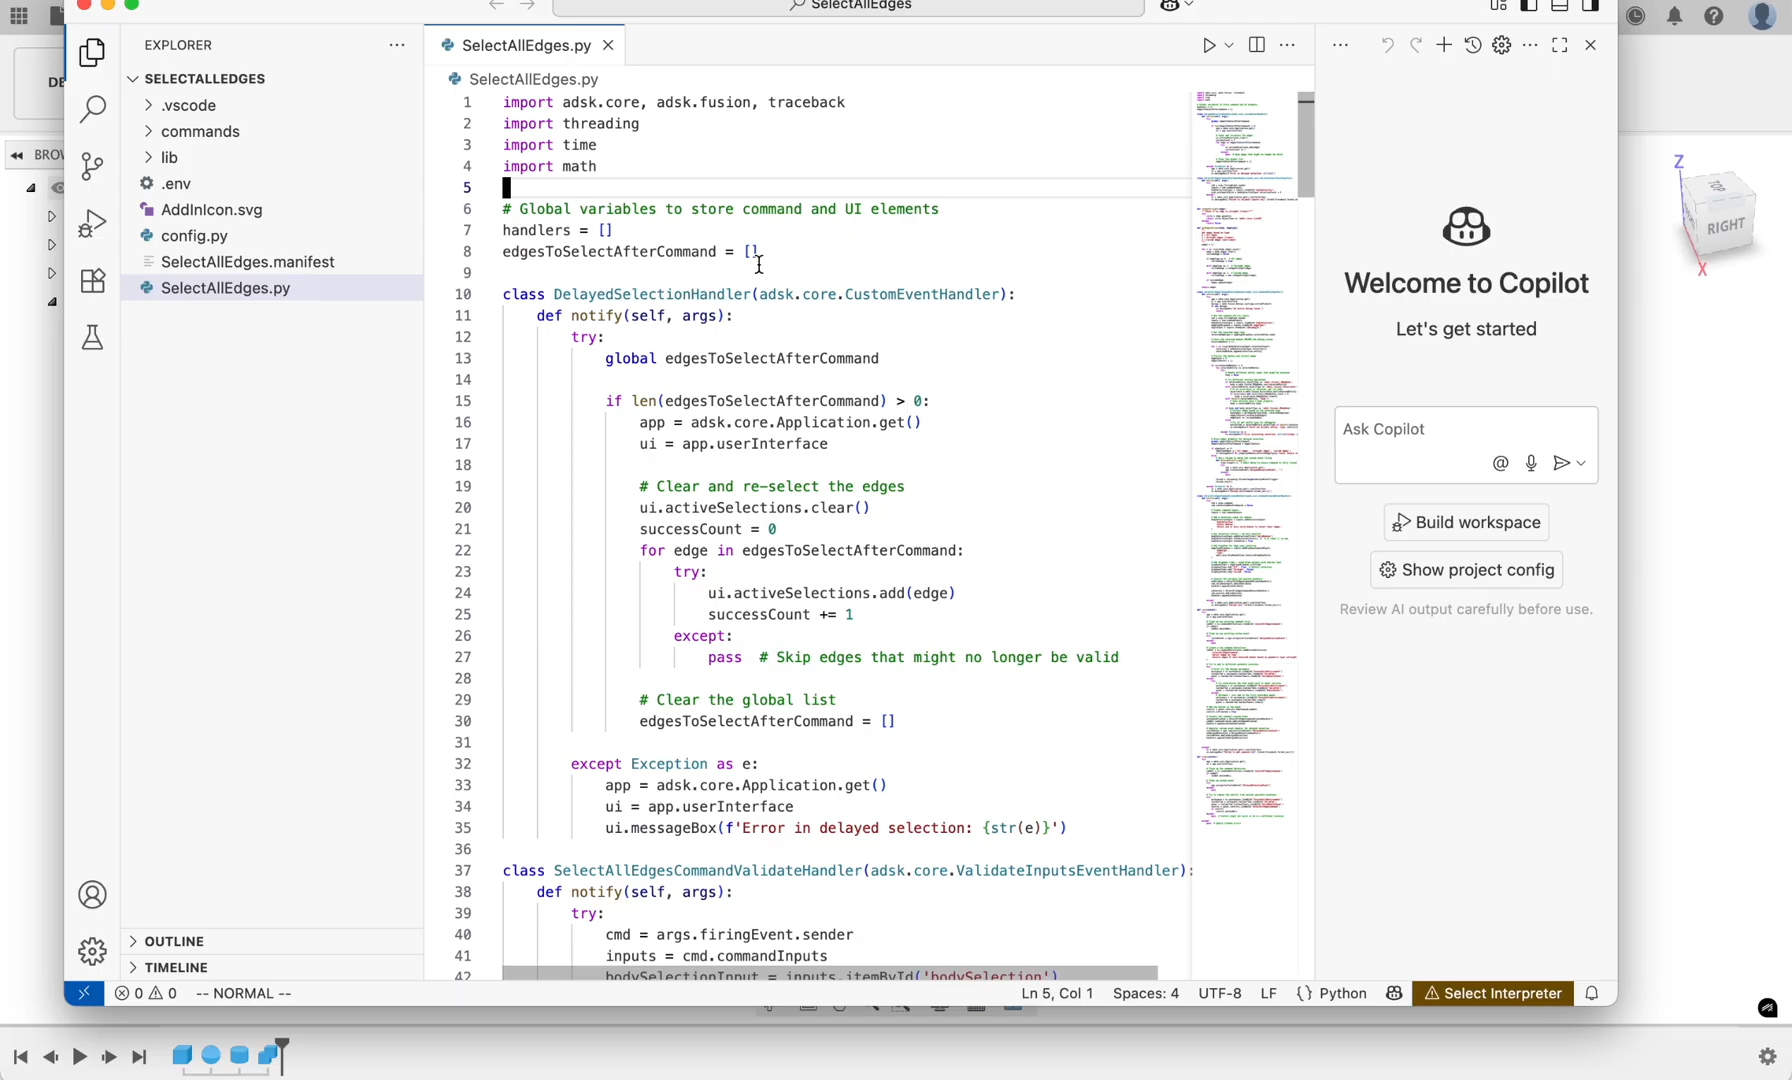 SelectAllEdges
EXPLORER
SELECTALLEDGES
.vscode
commands
lib
.env
AddInIcon.svg
config.py
SelectAllEdges.manifest
SelectAllEdges.py
OUTLINE
TIMELINE
SelectAllEdges.py
SelectAllEdges.py
1 import adsk.core, adsk.fusion, traceback
2 import threading
3 import time
4 import math
5
6 # Global variables to store command and UI elements
7 handlers = []
8 edgesToSelectAfterCommand = []
9
10 class DelayedSelectionHandler(adsk.core.CustomEventHandler):
11 def notify(self, args):
12 try:
13 global edgesToSelectAfterCommand
14
15 if len(edgesToSelectAfterCommand) > 0:
16 app = adsk.core.Application.get()
17 ui = app.userInterface
18
19 # Clear and re-select the edges
20 ui.activeSelections.clear()
21 successCount = 0
22 for edge in edgesToSelectAfterCommand:
23 try:
24 ui.activeSelections.add(edge)
25 successCount += 1
26 except:
27 pass # Skip edges that might no longer be valid
28
29 # Clear the global list
30 edgesToSelectAfterCommand = []
31
32 except Exception as e:
33 app = adsk.core.Application.get()
34 ui = app.userInterface
35 ui.messageBox(f'Error in delayed selection: {str(e)}')
36
37 class SelectAllEdgesCommandValidateHandler(adsk.core.ValidateInputsEventHandler):
38 def notify(self, args):
39 try:
40 cmd = args.firingEvent.sender
41 inputs = cmd.commandInputs
42 bodySelectionInput = inputs.itemById('bodySelection')
Welcome to Copilot
Let's get started
Ask Copilot
Build workspace
Show project config
Review AI output carefully before use.
0 0 -- NORMAL -- Ln 5, Col 1 Spaces: 4 UTF-8 LF {} Python Select Interpreter
DE
BROW
Z
TOP
RIGHT
X